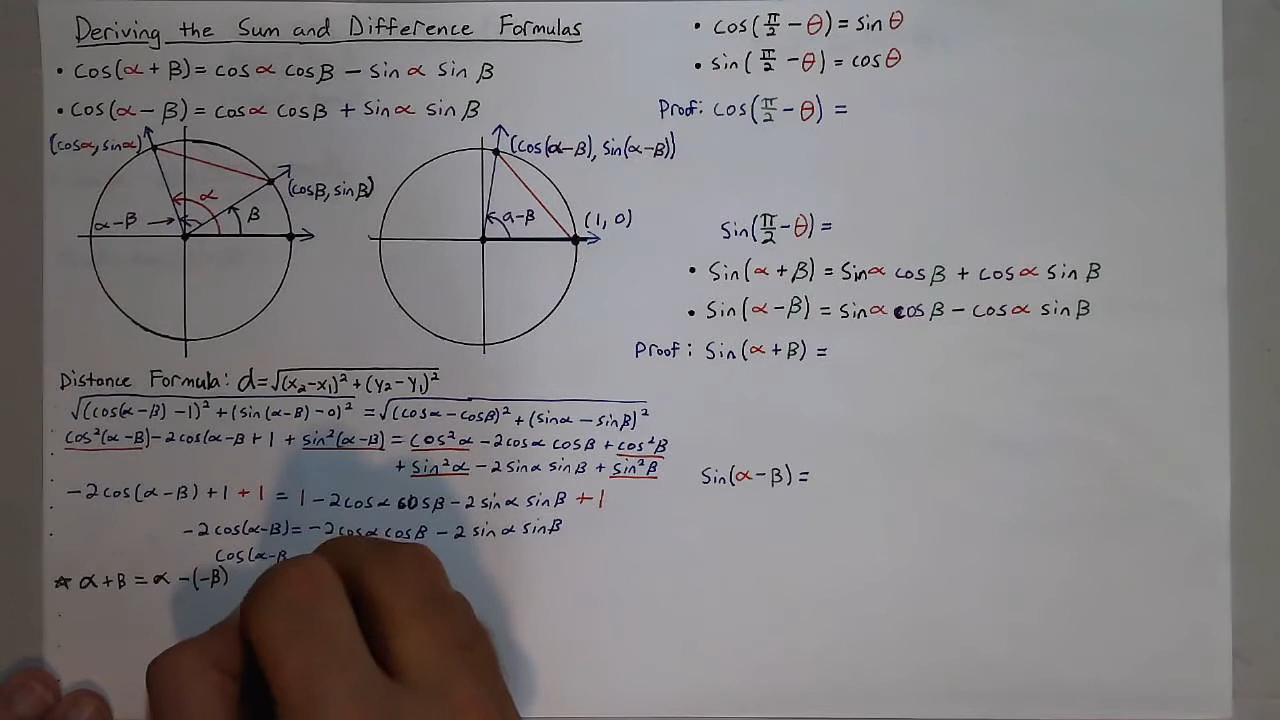 Deriving the Sum and Difference Formulas
• cos(α + β) = cos α cos β − sin α sin β
• cos(α − β) = cos α cos β + sin α sin β
(cos α, sin α)
α
(cos β, sin β)
α−β
β
(cos(α−β), sin(α−β))
a−β
(1, 0)
Distance Formula: d = √(x₂−x₁)² + (y₂−y₁)²
√(cos(α−β) −1)² + (sin(α−β) −0)² = √(cos α − cos β)² + (sin α − sin β)²
cos²(α−β) − 2cos(α−β + 1 + sin²(α−β) = cos²α − 2cos α cos β + cos²β
+ sin²α − 2 sin α sin β + sin²β
−2cos(α−β) + 1 + 1 = 1 − 2cos α cos β − 2 sin α sin β + 1
−2cos(α−β) = −2cos α cos β − 2 sin α sin β
cos(α−β
☆ α + β = α − (−β)
• cos(π/2 − θ) = sin θ
• sin(π/2 − θ) = cos θ
Proof: cos(π/2 − θ) =
sin(π/2 − θ) =
• sin(α + β) = sin α cos β + cos α sin β
• sin(α − β) = sin α cos β − cos α sin β
Proof: sin(α + β) =
sin(α − β) =